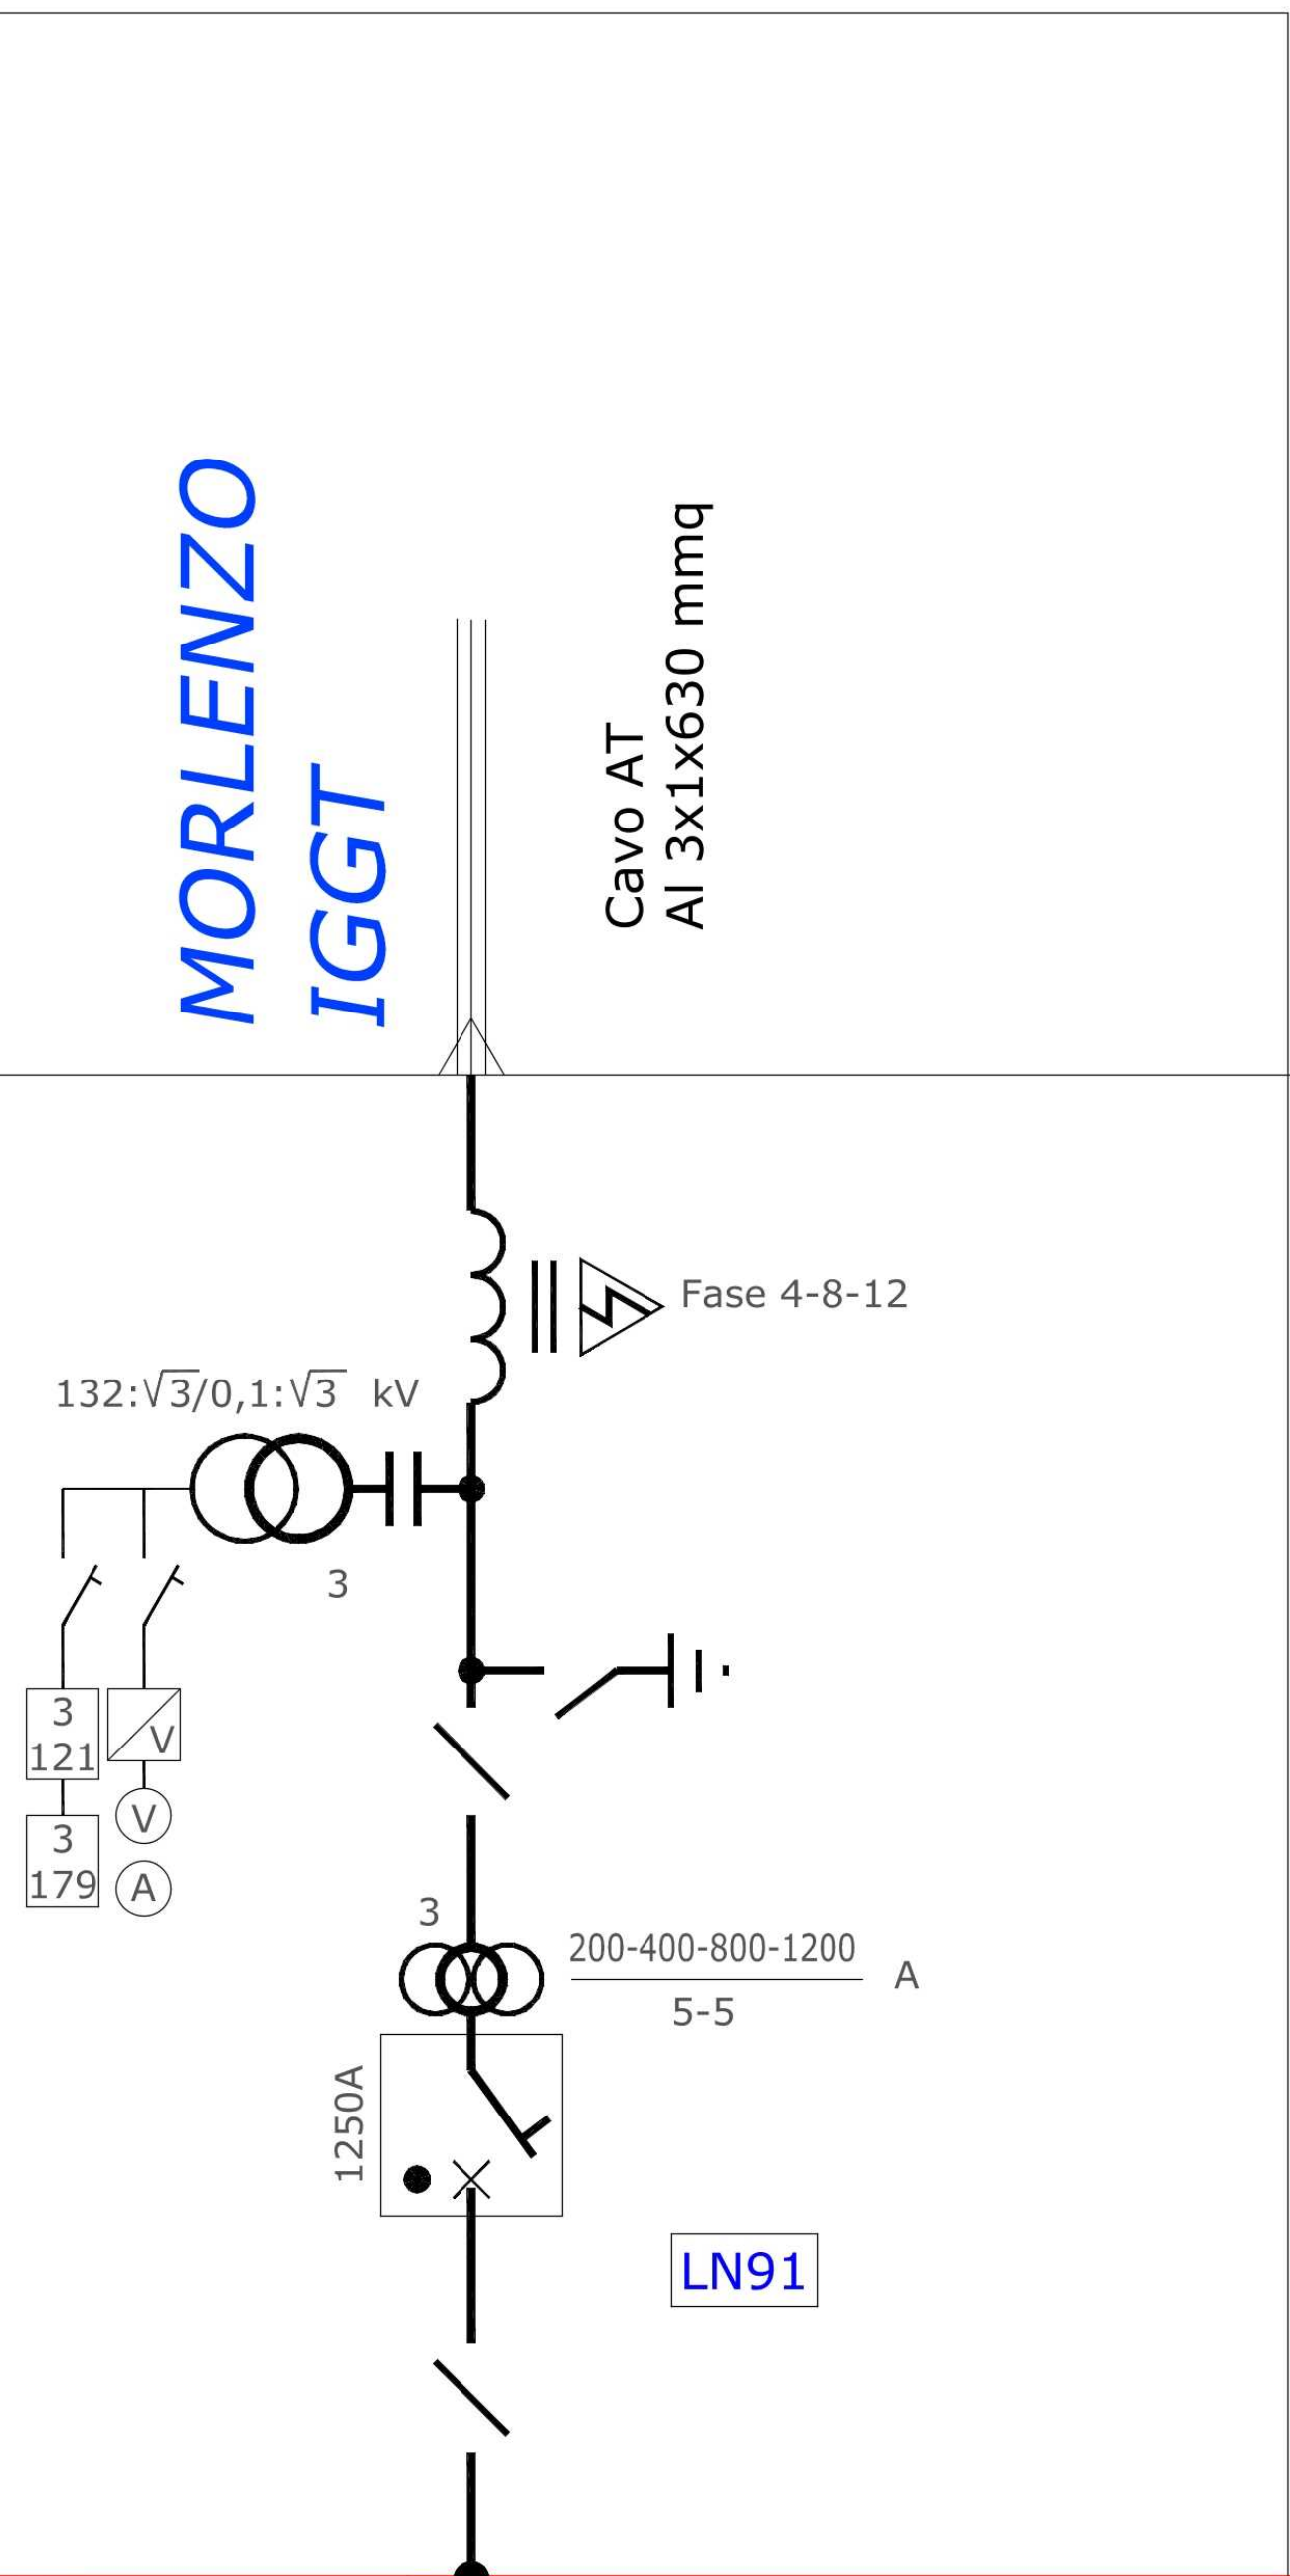 MORLENZO
IGGT
Cavo AT
Al 3x1x630 mmq
Fase 4-8-12
132:√3/0,1:√3 kV
3
3
121
V
3
179
V
A
3
200-400-800-1200
5-5
A
1250A
LN91